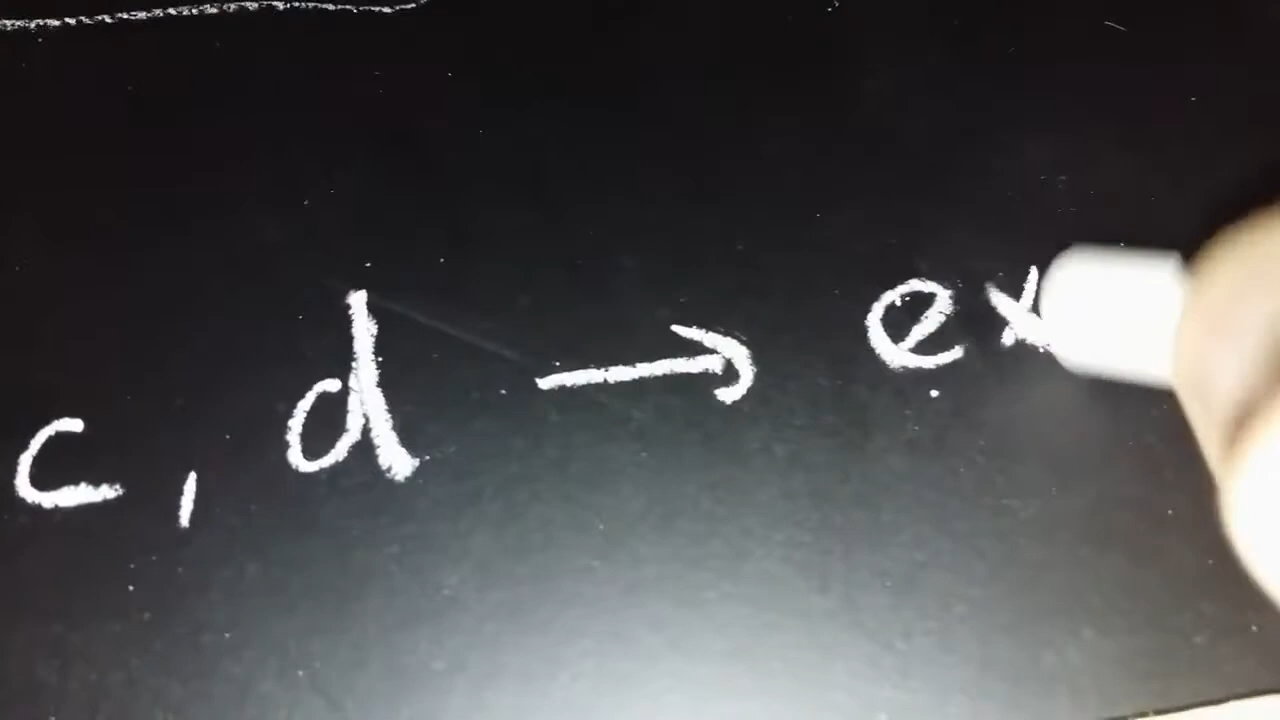 c, d → ex